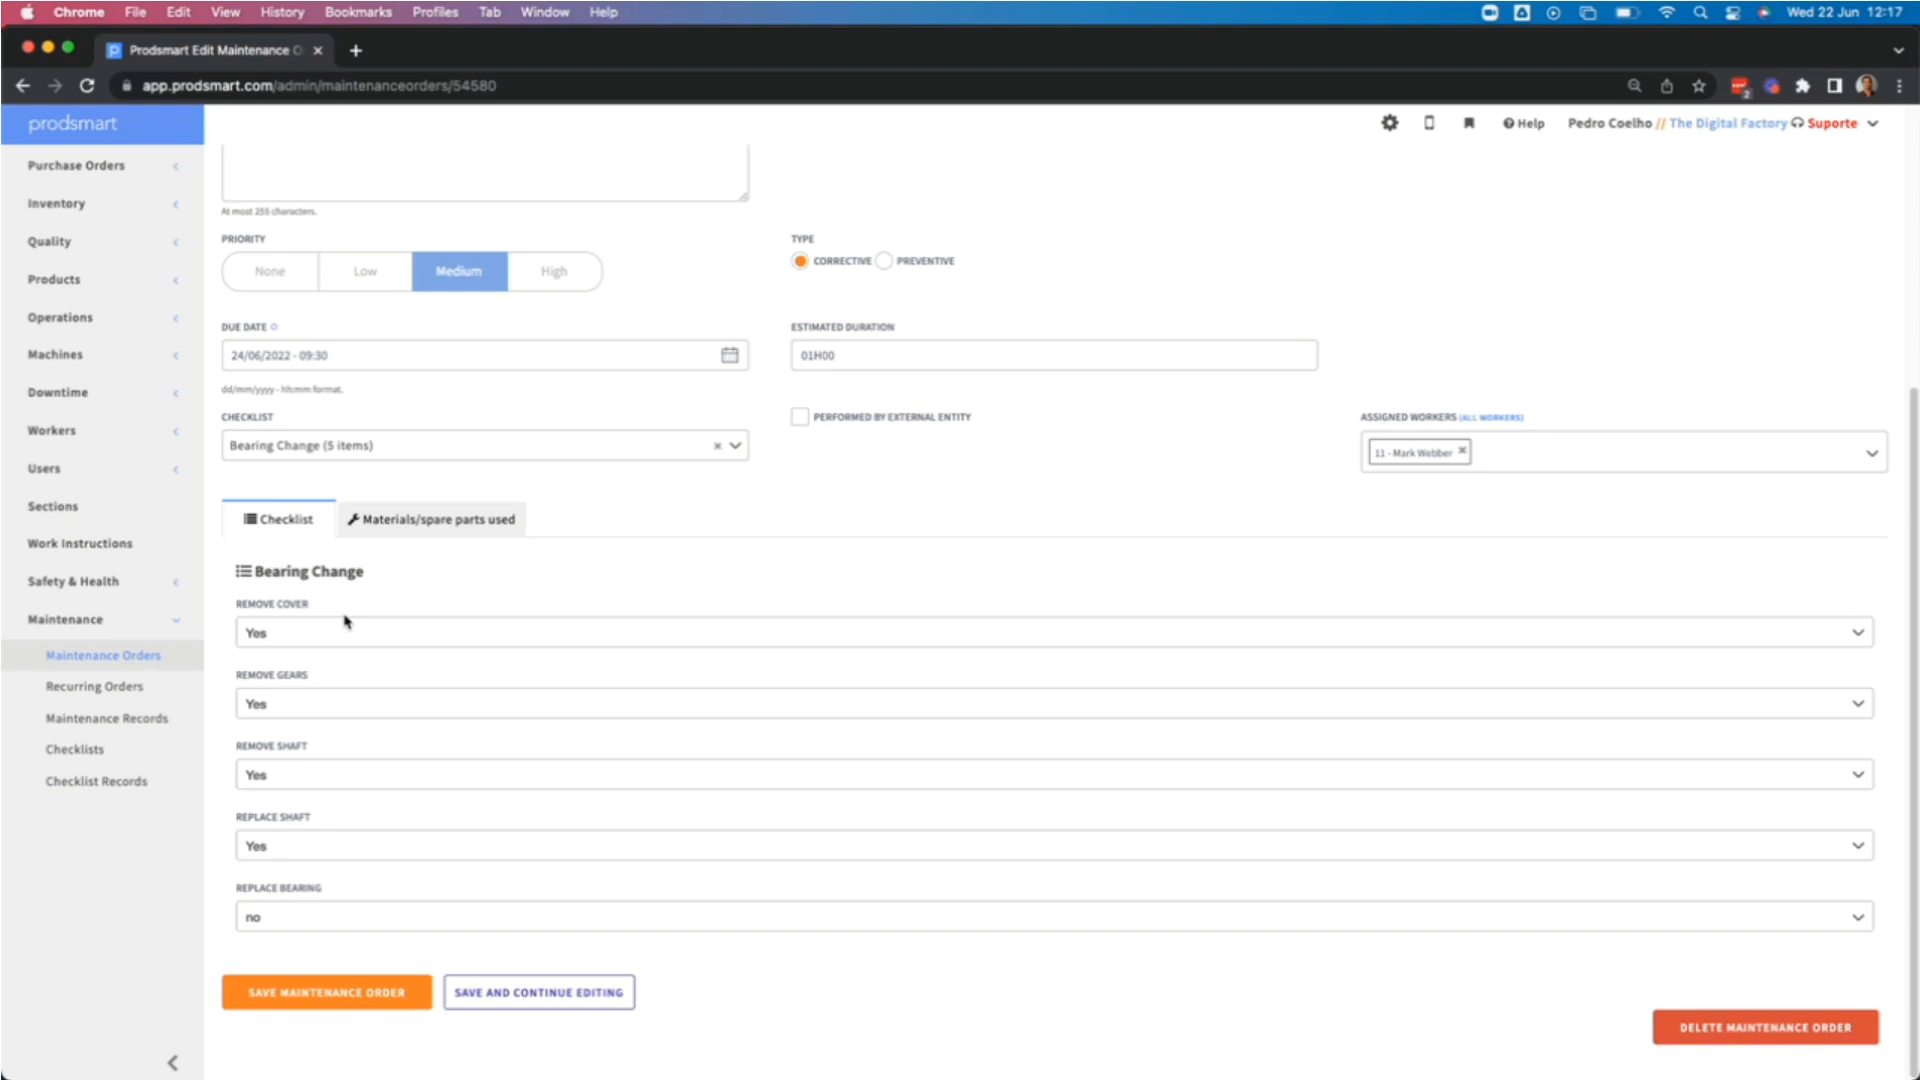 Chrome File Edit View History Bookmarks Profiles Tab Window Help Wed 22 Jun 12:17
Prodsmart Edit Maintenance O
app.prodsmart.com/admin/maintenanceorders/54580
prodsmart
Help Pedro Coelho // The Digital Factory Suporte
Purchase Orders
Inventory
Quality
Products
Operations
Machines
Downtime
Workers
Users
Sections
Work Instructions
Safety & Health
Maintenance
Maintenance Orders
Recurring Orders
Maintenance Records
Checklists
Checklist Records
At most 255 characters.
PRIORITY
None Low Medium High
TYPE
CORRECTIVE PREVENTIVE
DUE DATE
24/06/2022 - 09:30
dd/mm/yyyy - hh:mm format.
ESTIMATED DURATION
01H00
CHECKLIST
Bearing Change (5 items)
PERFORMED BY EXTERNAL ENTITY
ASSIGNED WORKERS (ALL WORKERS)
11 - Mark Webber
Checklist Materials/spare parts used
Bearing Change
REMOVE COVER
Yes
REMOVE GEARS
Yes
REMOVE SHAFT
Yes
REPLACE SHAFT
Yes
REPLACE BEARING
no
SAVE MAINTENANCE ORDER SAVE AND CONTINUE EDITING
DELETE MAINTENANCE ORDER